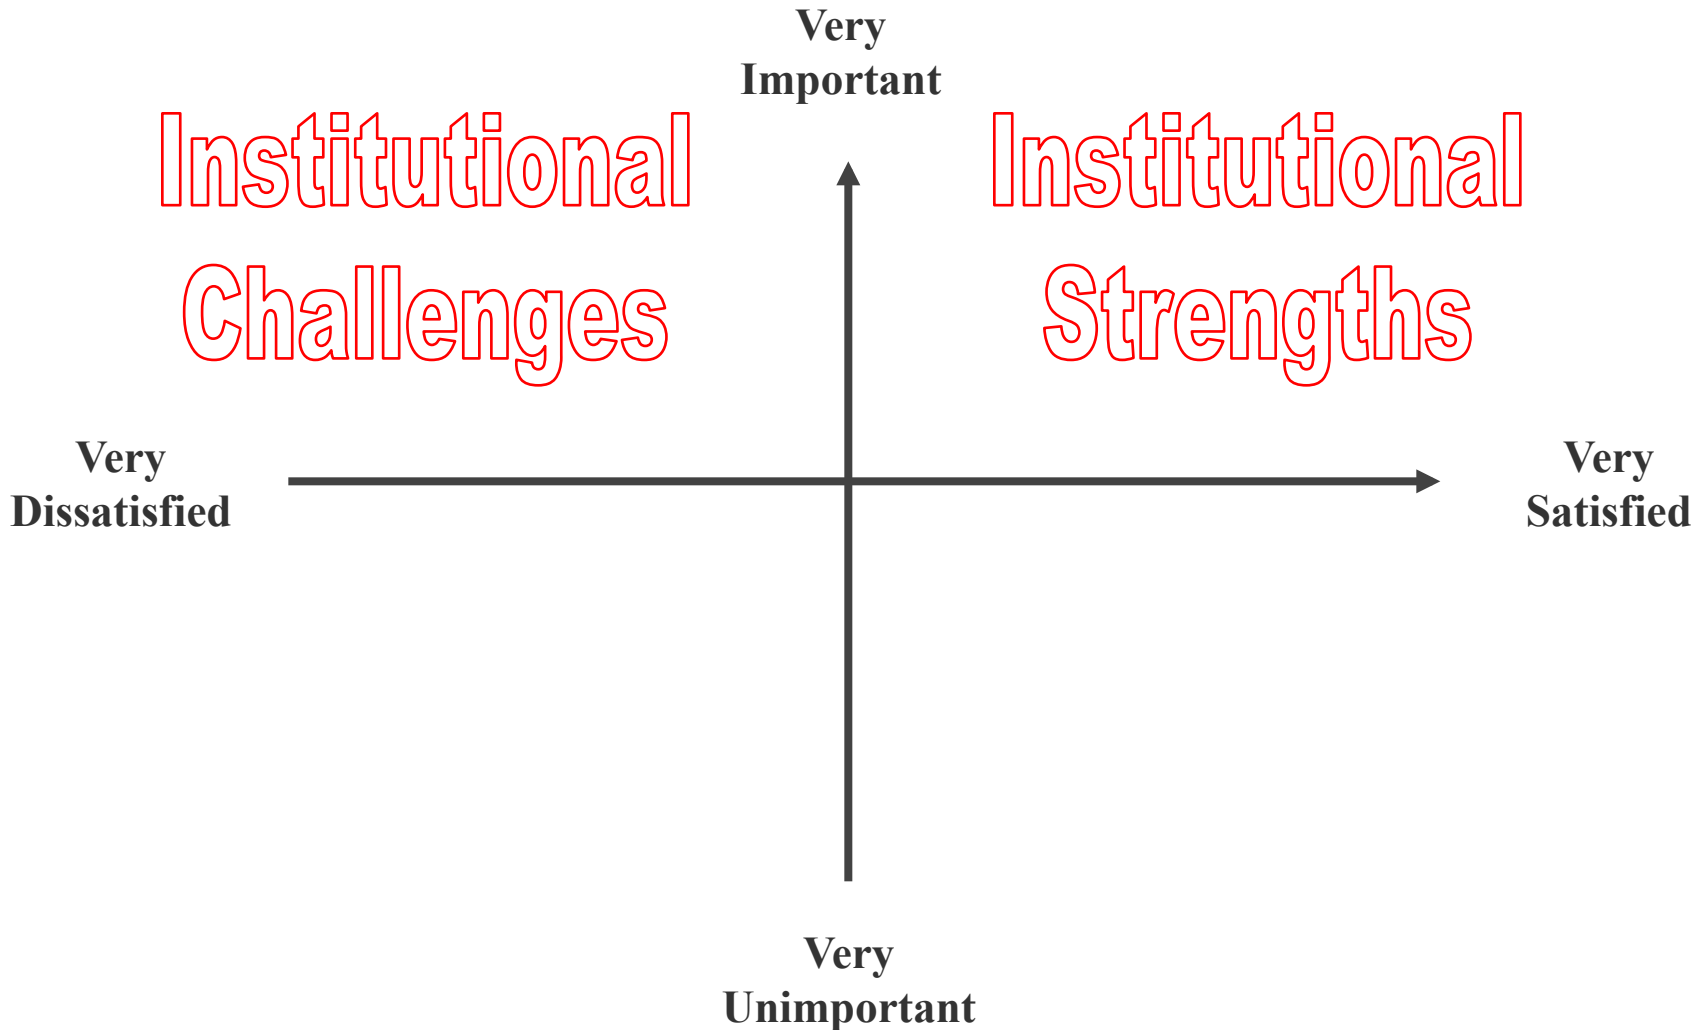 Very
Important
Institutional
Challenges
Institutional
Strengths
Very
Dissatisfied
Very
Satisfied
Very
Unimportant